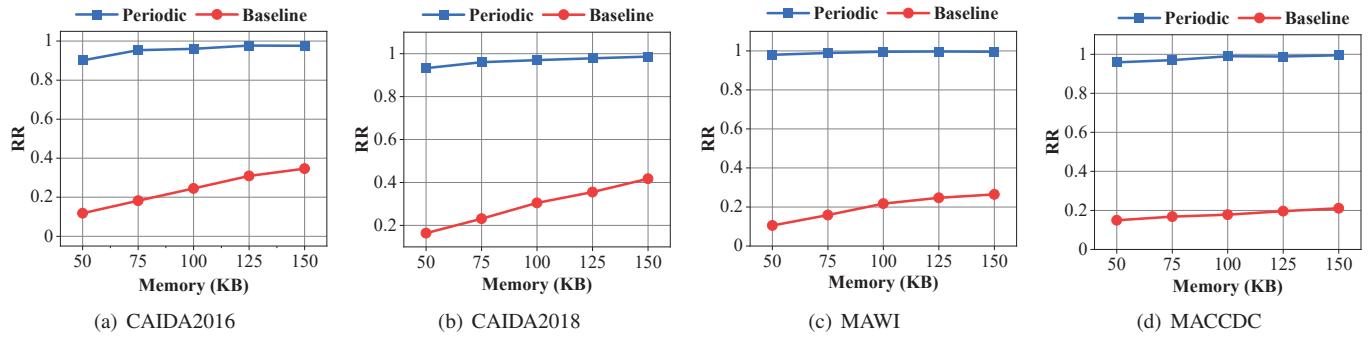 Periodic Baseline
1
0.8
0.6
0.4
0.2
0
RR
50 75 100 125 150
Memory (KB)
(a) CAIDA2016
Periodic Baseline
1
0.8
0.6
0.4
0.2
RR
50 75 100 125 150
Memory (KB)
(b) CAIDA2018
Periodic Baseline
1
0.8
0.6
0.4
0.2
0
RR
50 75 100 125 150
Memory (KB)
(c) MAWI
Periodic Baseline
1
0.8
0.6
0.4
0.2
0
RR
50 75 100 125 150
Memory (KB)
(d) MACCDC